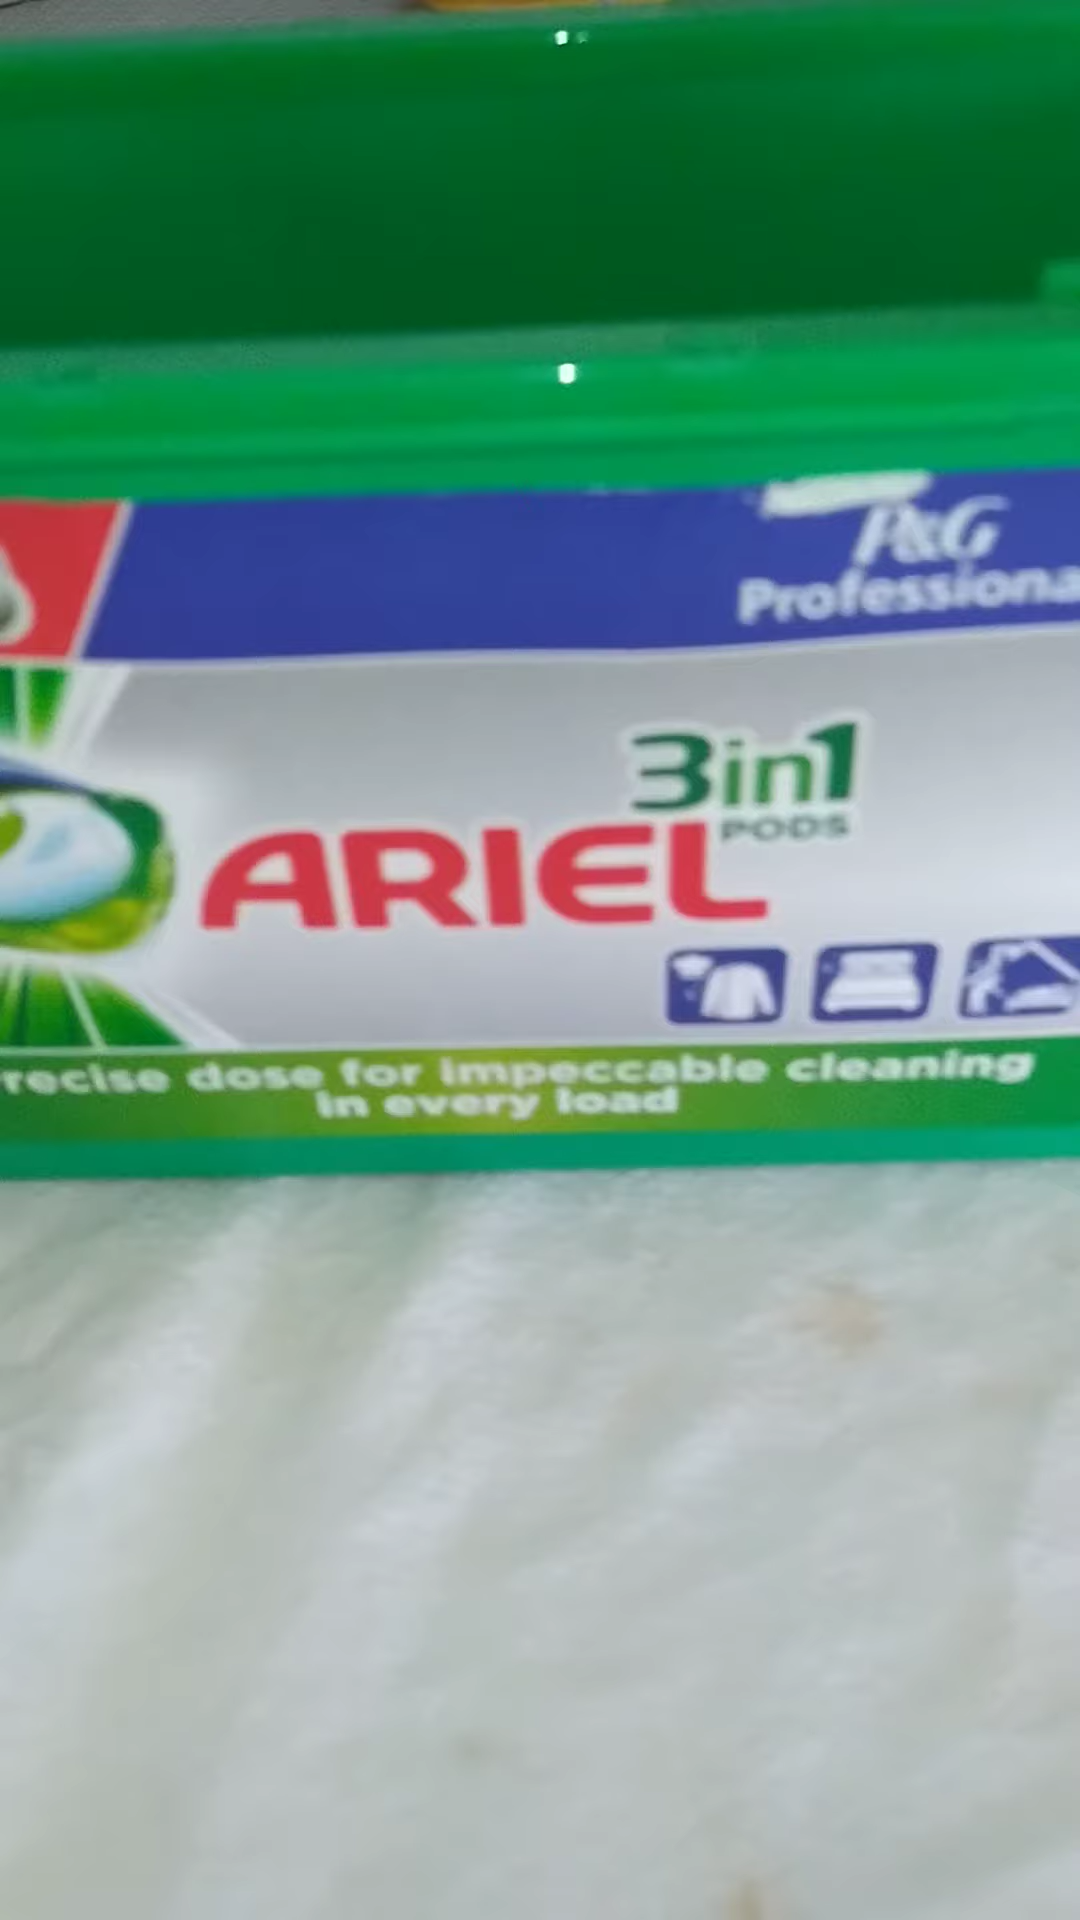 P&G
Professiona
3in1
PODS
ARIEL
recise dose for impeccable cleaning
in every load